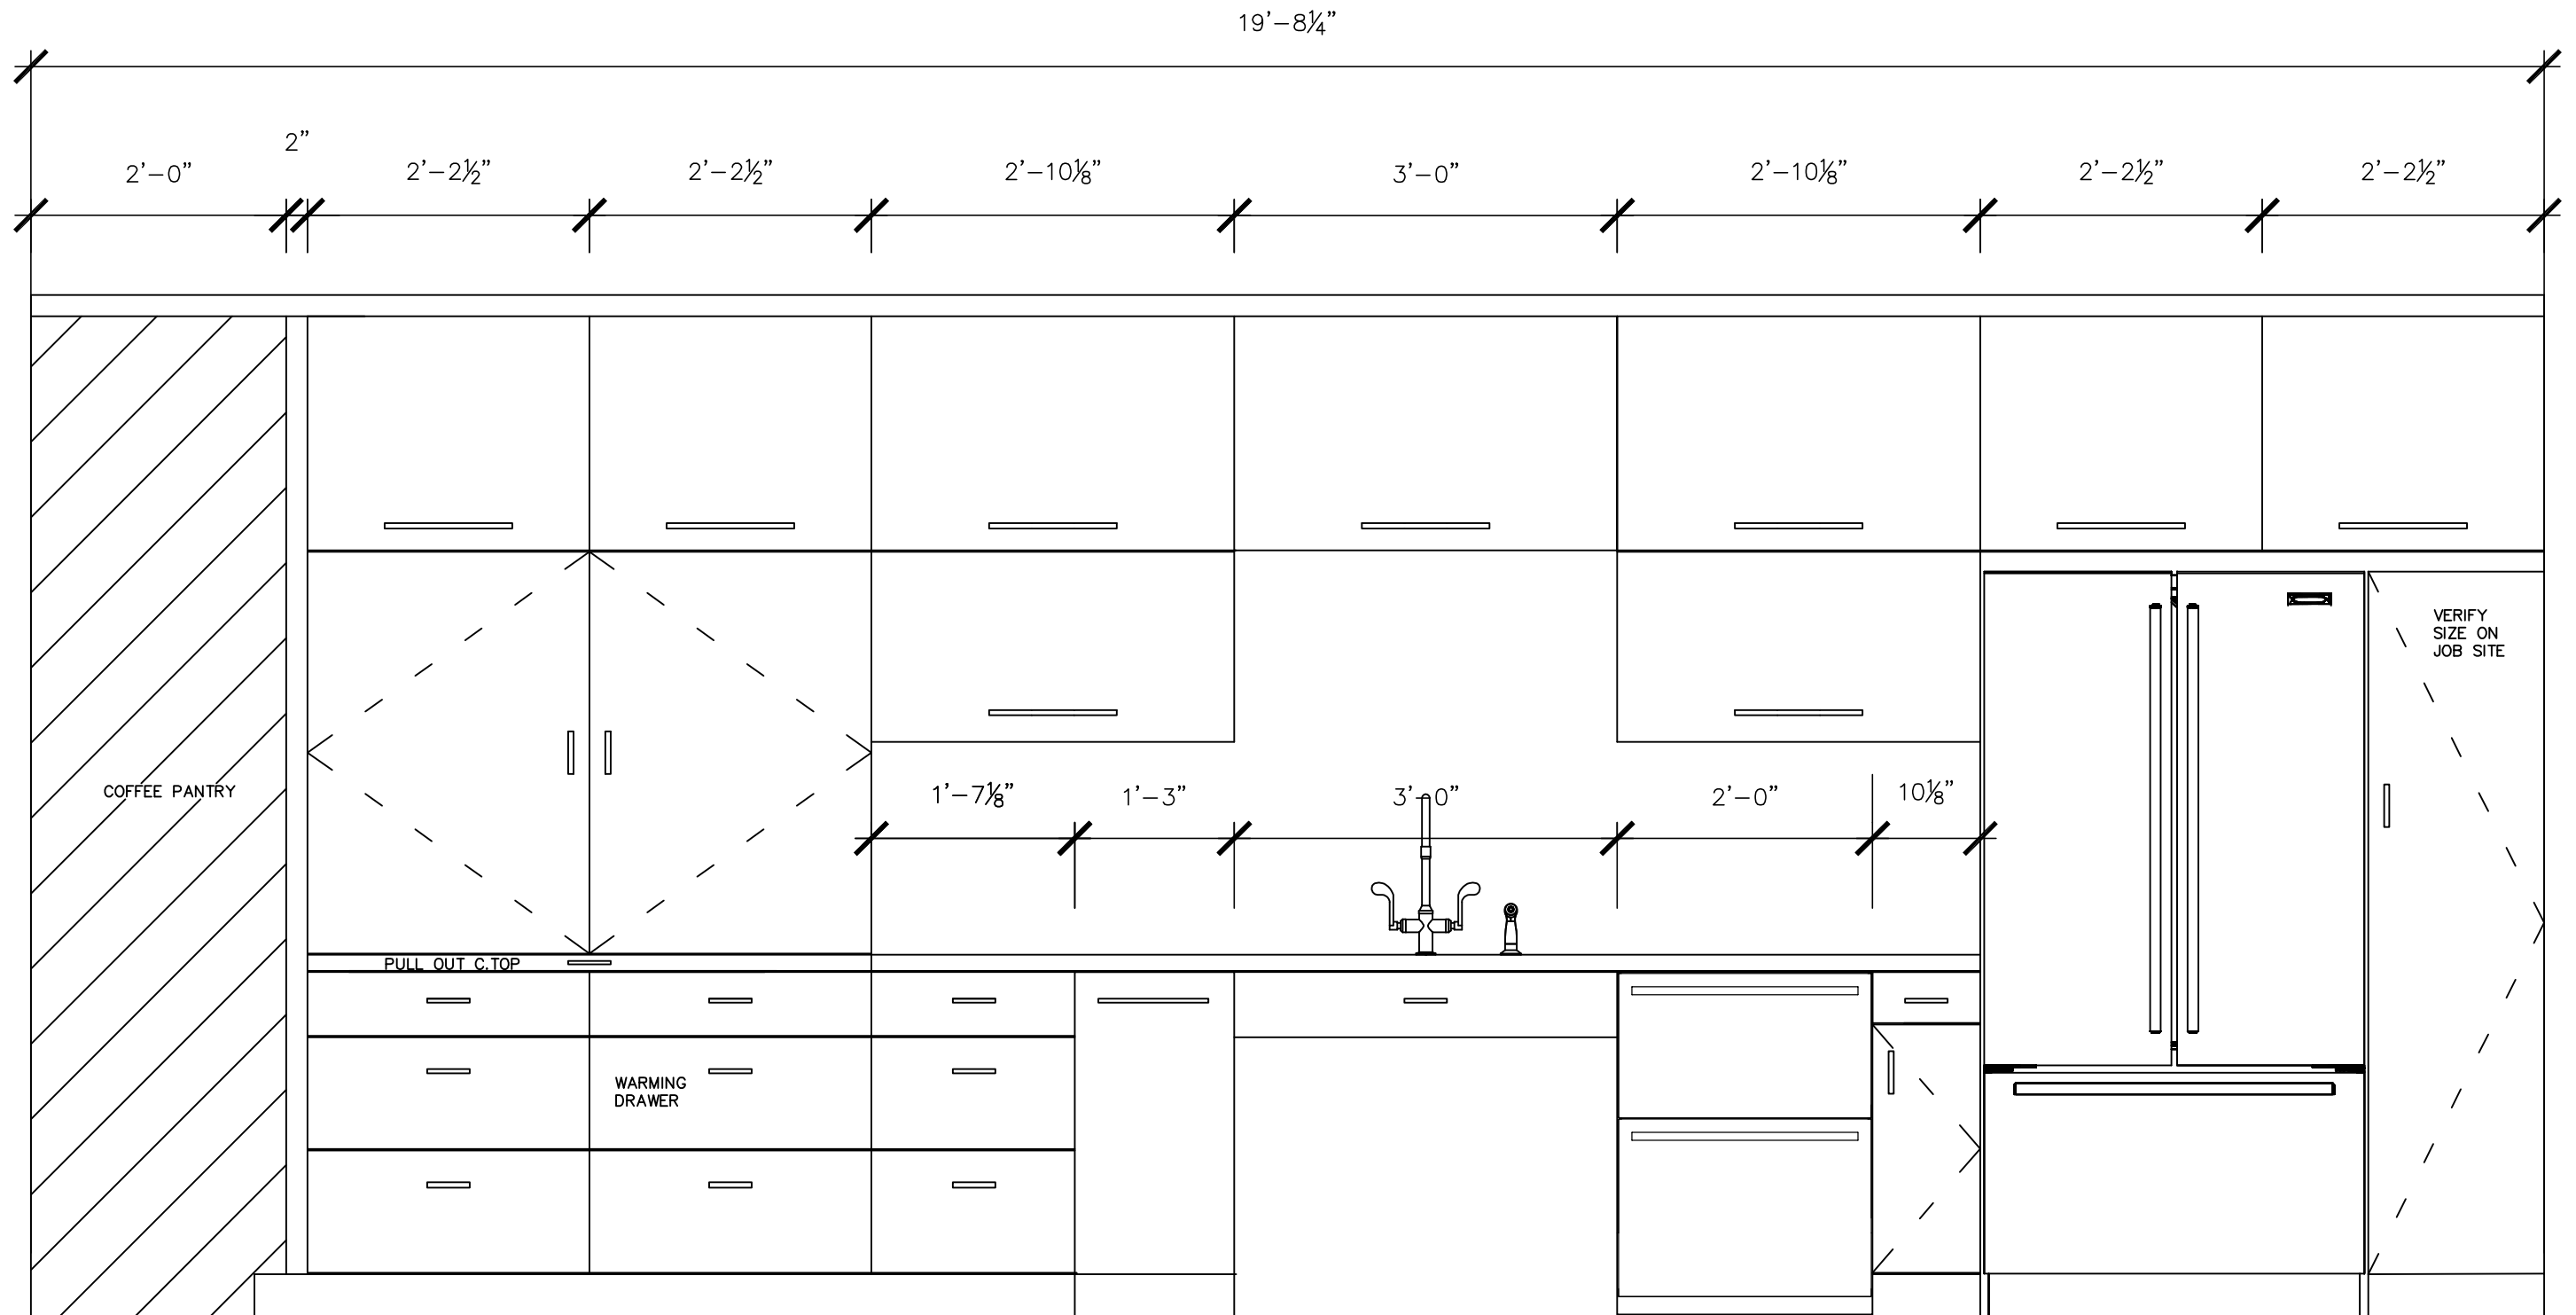 19'-8¼"
2"
2'-0" 2'-2½" 2'-2½" 2'-10⅛" 3'-0" 2'-10⅛" 2'-2½" 2'-2½"
VERIFY
SIZE ON
JOB SITE
COFFEE PANTRY
1'-7⅛" 1'-3" 3'-0" 2'-0" 10⅛"
PULL OUT C.TOP
WARMING
DRAWER